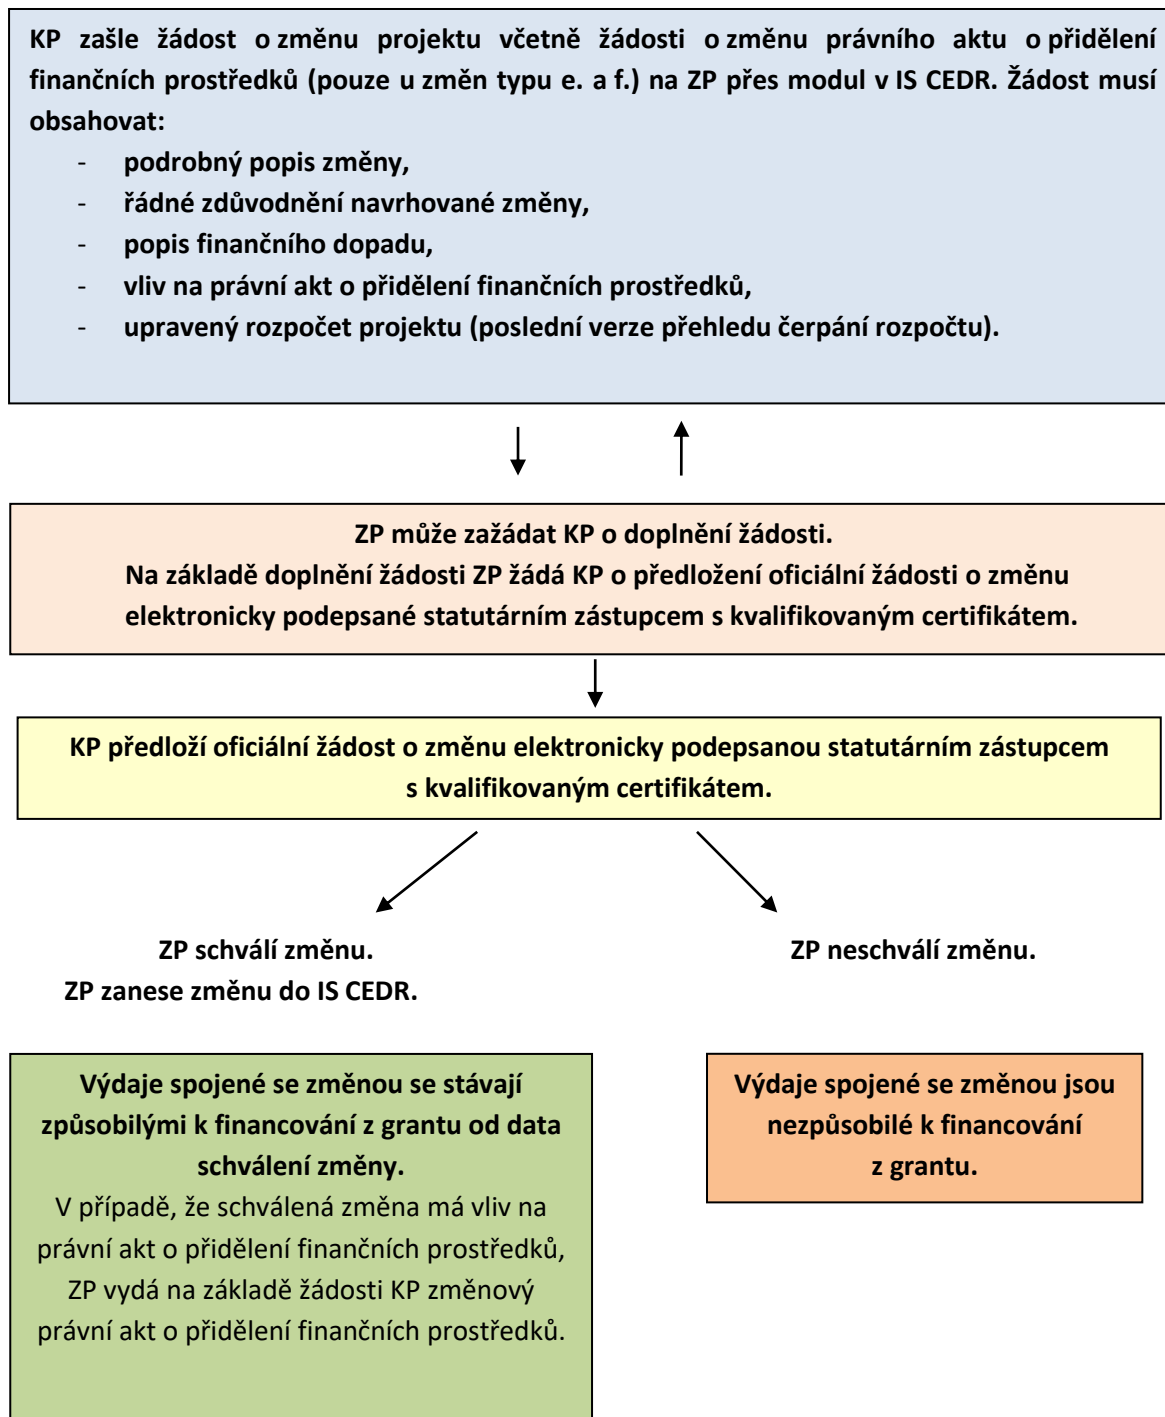 KP zašle žádost o změnu projektu včetně žádosti o změnu právního aktu o přidělení
finančních prostředků (pouze u změn typu e. a f.) na ZP přes modul v IS CEDR. Žádost musí
obsahovat:
- podrobný popis změny,
- řádné zdůvodnění navrhované změny,
- popis finančního dopadu,
- vliv na právní akt o přidělení finančních prostředků,
- upravený rozpočet projektu (poslední verze přehledu čerpání rozpočtu).
ZP může zažádat KP o doplnění žádosti.
Na základě doplnění žádosti ZP žádá KP o předložení oficiální žádosti o změnu
elektronicky podepsané statutárním zástupcem s kvalifikovaným certifikátem.
KP předloží oficiální žádost o změnu elektronicky podepsanou statutárním zástupcem
s kvalifikovaným certifikátem.
ZP schválí změnu.
ZP zanese změnu do IS CEDR.
ZP neschválí změnu.
Výdaje spojené se změnou se stávají
způsobilými k financování z grantu od data
schválení změny.
V případě, že schválená změna má vliv na
právní akt o přidělení finančních prostředků,
ZP vydá na základě žádosti KP změnový
právní akt o přidělení finančních prostředků.
Výdaje spojené se změnou jsou
nezpůsobilé k financování
z grantu.